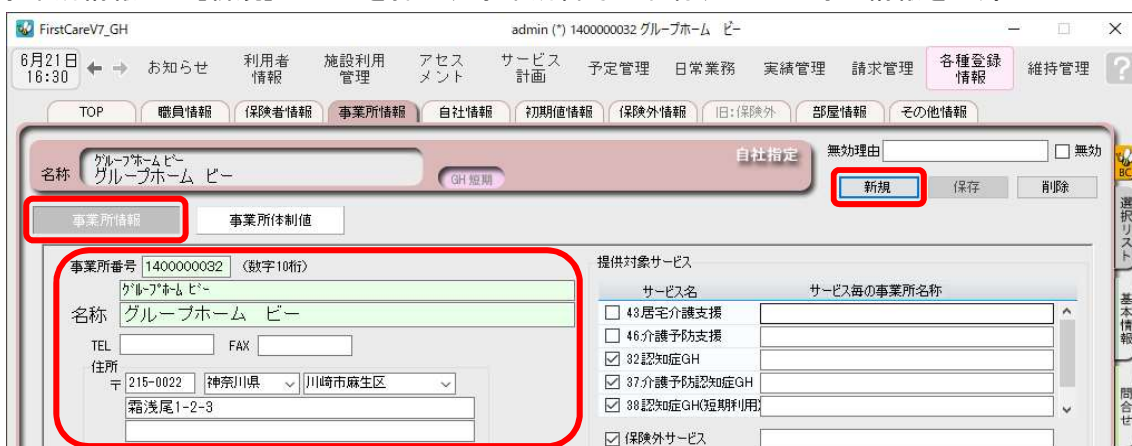 FirstCareV7_GH admin (*) 1400000032 グループホーム ビー
6月21日
16:30
お知らせ
利用者
情報
施設利用
管理
アセス
メント
サービス
計画
予定管理
日常業務
実績管理
請求管理
各種登録
情報
維持管理
?
TOP 職員情報 保険者情報 事業所情報 自社情報 初期値情報 保険外情報 旧:保険外 部屋情報 その他情報
自社指定
無効理由 無効
名称
グループホームビー
グループホーム ビー
GH短期
新規 保存 削除
BC
選択リスト
基本情報
問合せ
事業所情報 事業所体制値
事業所番号 1400000032 (数字10桁)
グループホーム ビー
名称 グループホーム ビー
TEL FAX
住所
〒 215-0022 神奈川県 川崎市麻生区
霜浅尾1-2-3
提供対象サービス
サービス名 サービス毎の事業所名称
43.居宅介護支援
46.介護予防支援
32.認知症GH
37.介護予防認知症GH
38.認知症GH(短期利用)
保険外サービス